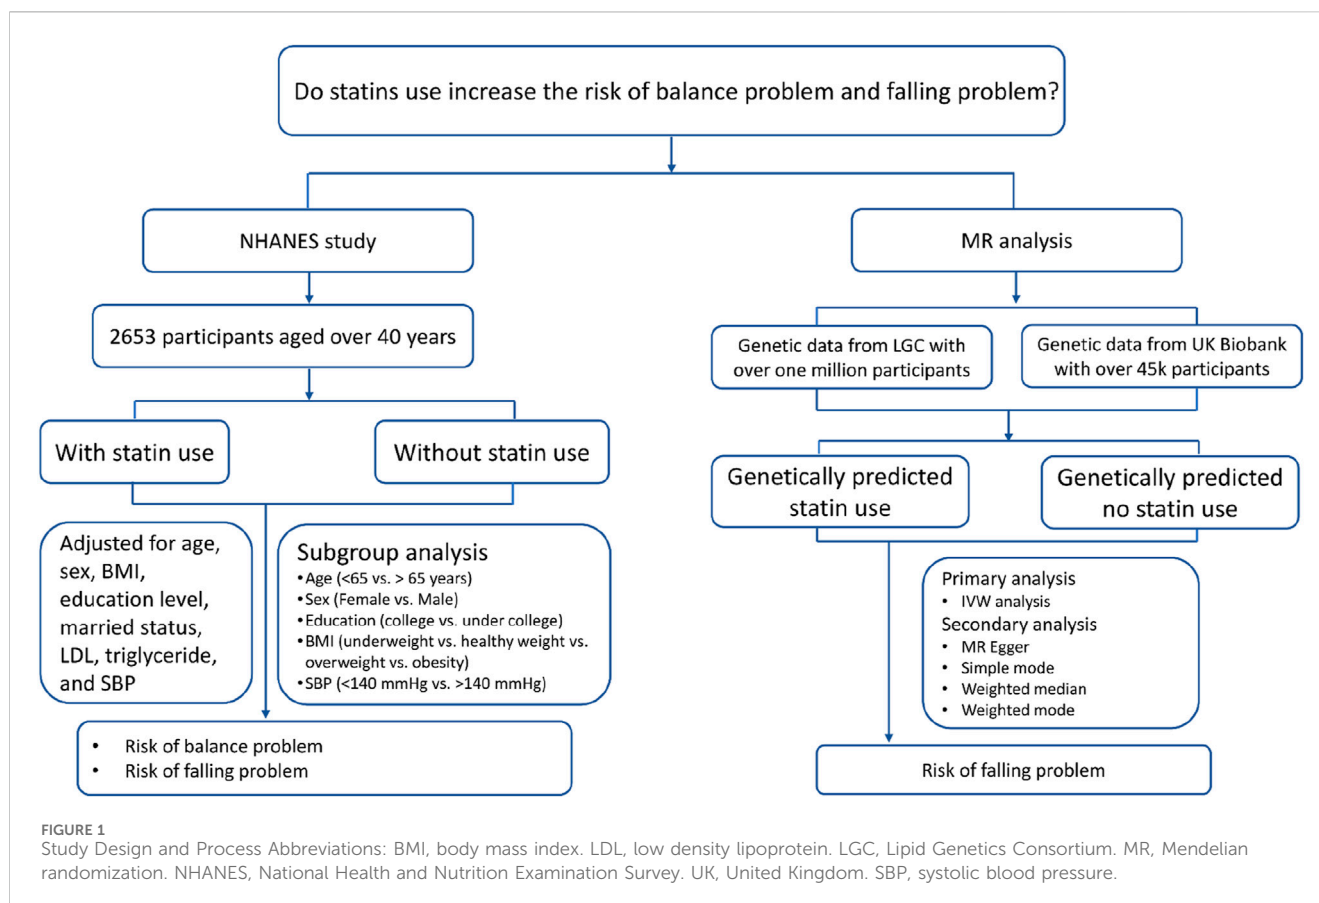 Do statins use increase the risk of balance problem and falling problem?
NHANES study
2653 participants aged over 40 years
With statin use
Without statin use
Adjusted for age,
sex, BMI,
education level,
married status,
LDL, triglyceride,
and SBP
Subgroup analysis
•Age (<65 vs. > 65 years)
•Sex (Female vs. Male)
•Education (college vs. under college)
•BMI (underweight vs. healthy weight vs.
overweight vs. obesity)
•SBP (<140 mmHg vs. >140 mmHg)
• Risk of balance problem
• Risk of falling problem
MR analysis
Genetic data from LGC with
over one million participants
Genetic data from UK Biobank
with over 45k participants
Genetically predicted
statin use
Genetically predicted
no statin use
Primary analysis
• IVW analysis
Secondary analysis
• MR Egger
• Simple mode
• Weighted median
• Weighted mode
Risk of falling problem
FIGURE 1
Study Design and Process Abbreviations: BMI, body mass index. LDL, low density lipoprotein. LGC, Lipid Genetics Consortium. MR, Mendelian
randomization. NHANES, National Health and Nutrition Examination Survey. UK, United Kingdom. SBP, systolic blood pressure.